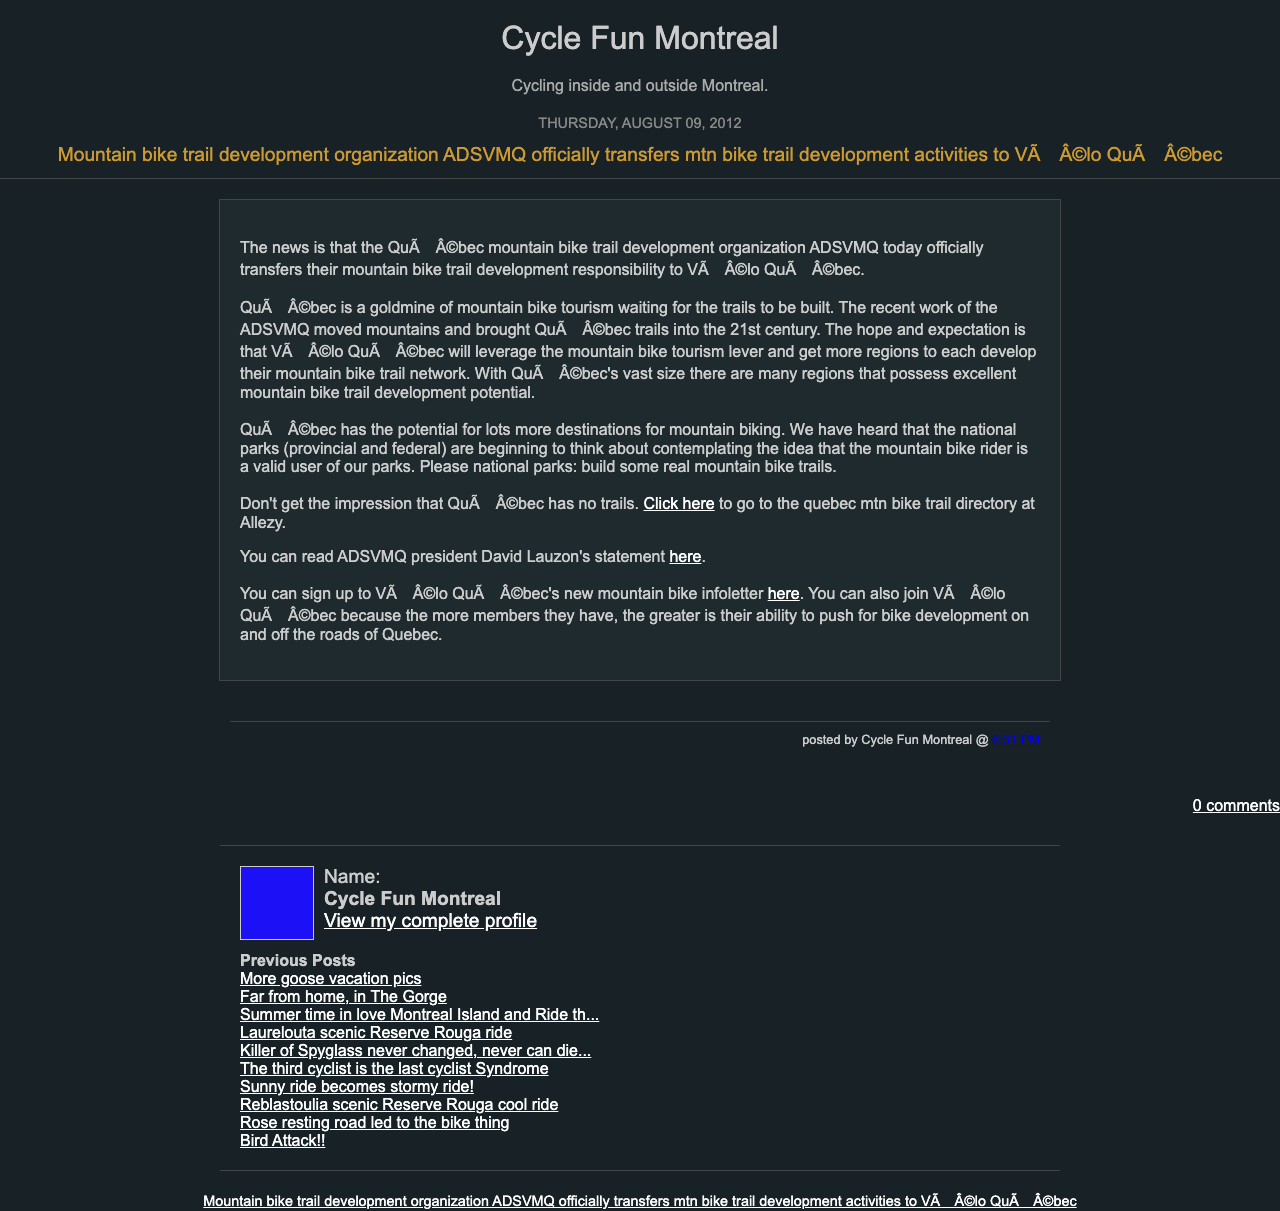 Cycle Fun Montreal
Cycling inside and outside Montreal.
THURSDAY, AUGUST 09, 2012
Mountain bike trail development organization ADSVMQ officially transfers mtn bike trail development activities to VÃ Â©lo QuÃ Â©bec
The news is that the QuÃ Â©bec mountain bike trail development organization ADSVMQ today officially
transfers their mountain bike trail development responsibility to VÃ Â©lo QuÃ Â©bec.
QuÃ Â©bec is a goldmine of mountain bike tourism waiting for the trails to be built. The recent work of the
ADSVMQ moved mountains and brought QuÃ Â©bec trails into the 21st century. The hope and expectation is
that VÃ Â©lo QuÃ Â©bec will leverage the mountain bike tourism lever and get more regions to each develop
their mountain bike trail network. With QuÃ Â©bec's vast size there are many regions that possess excellent
mountain bike trail development potential.
QuÃ Â©bec has the potential for lots more destinations for mountain biking. We have heard that the national
parks (provincial and federal) are beginning to think about contemplating the idea that the mountain bike rider is
a valid user of our parks. Please national parks: build some real mountain bike trails.
Don't get the impression that QuÃ Â©bec has no trails. Click here to go to the quebec mtn bike trail directory at
Allezy.
You can read ADSVMQ president David Lauzon's statement here.
You can sign up to VÃ Â©lo QuÃ Â©bec's new mountain bike infoletter here. You can also join VÃ Â©lo
QuÃ Â©bec because the more members they have, the greater is their ability to push for bike development on
and off the roads of Quebec.
posted by Cycle Fun Montreal @ 6:31 PM
0 comments
Name:
Cycle Fun Montreal
View my complete profile
Previous Posts
More goose vacation pics
Far from home, in The Gorge
Summer time in love Montreal Island and Ride th...
Laurelouta scenic Reserve Rouga ride
Killer of Spyglass never changed, never can die...
The third cyclist is the last cyclist Syndrome
Sunny ride becomes stormy ride!
Reblastoulia scenic Reserve Rouga cool ride
Rose resting road led to the bike thing
Bird Attack!!
Mountain bike trail development organization ADSVMQ officially transfers mtn bike trail development activities to VÃ Â©lo QuÃ Â©bec